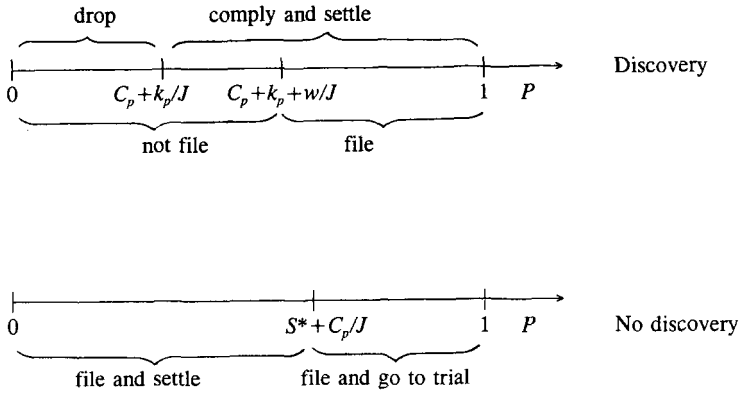 drop comply and settle
Discovery
0 C_p + k_p/J C_p + k_p + w/J 1 P
not file file
0 S* + C_p/J 1 P No discovery
file and settle file and go to trial